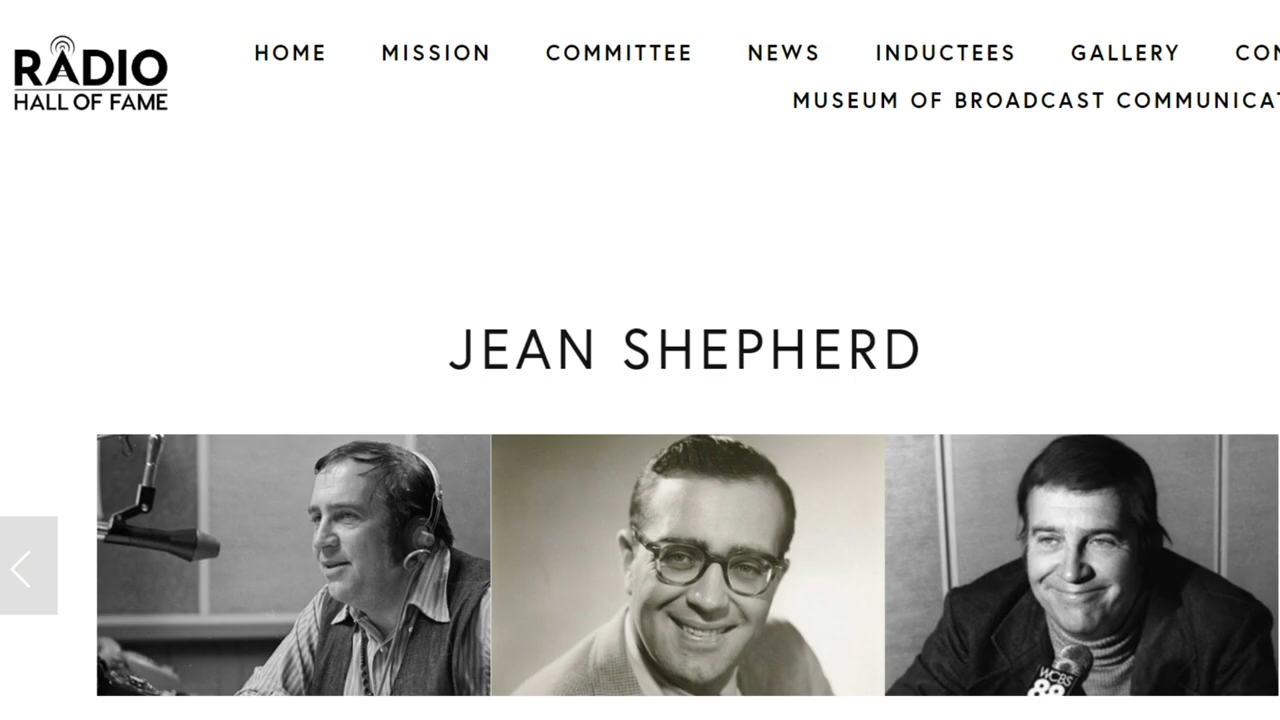 RADIO
HALL OF FAME
HOME MISSION COMMITTEE NEWS INDUCTEES GALLERY
MUSEUM OF BROADCAST
JEAN SHEPHERD
WCBS
88